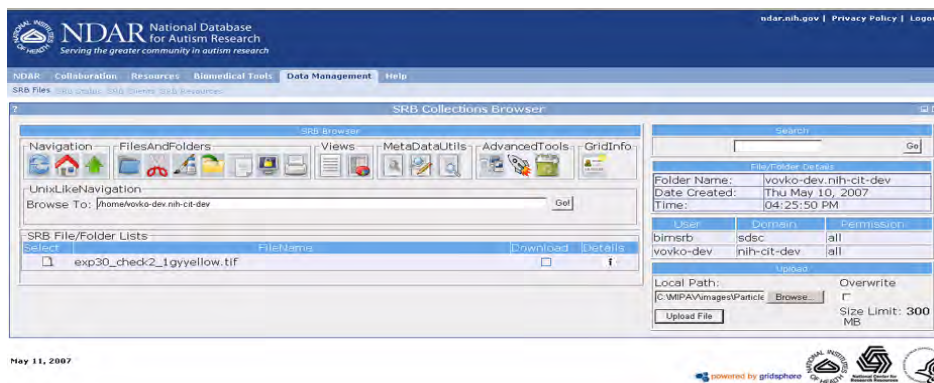 ndar.nih.gov | Privacy Policy | Logou
NDAR National Database for Autism Research
Serving the greater community in autism research
NDAR Collaboration Resources Biomedical Tools Data Management Help
SRB Files SRB Resources
? SRB Collections Browser
SRB Browser
Navigation FilesAndFolders Views MetaDataUtils AdvancedTools GridInfo
UnixLikeNavigation
Browse To: /home/vovko-dev.nih-cit-dev Go!
SRB File/Folder Lists
Select FileName Download Details
exp30_check2_1gyyellow.tif i
Search
Go
File/Folder Details
Folder Name: vovko-dev.nih-cit-dev
Date Created: Thu May 10, 2007
Time: 04:25:50 PM
User Domain Permission
bimsrb sdsc all
vovko-dev nih-cit-dev all
Upload
Local Path: Overwrite
C:\MIPAV\images\Particle Browse...
Upload File Size Limit: 300 MB
May 11, 2007
powered by gridsphere